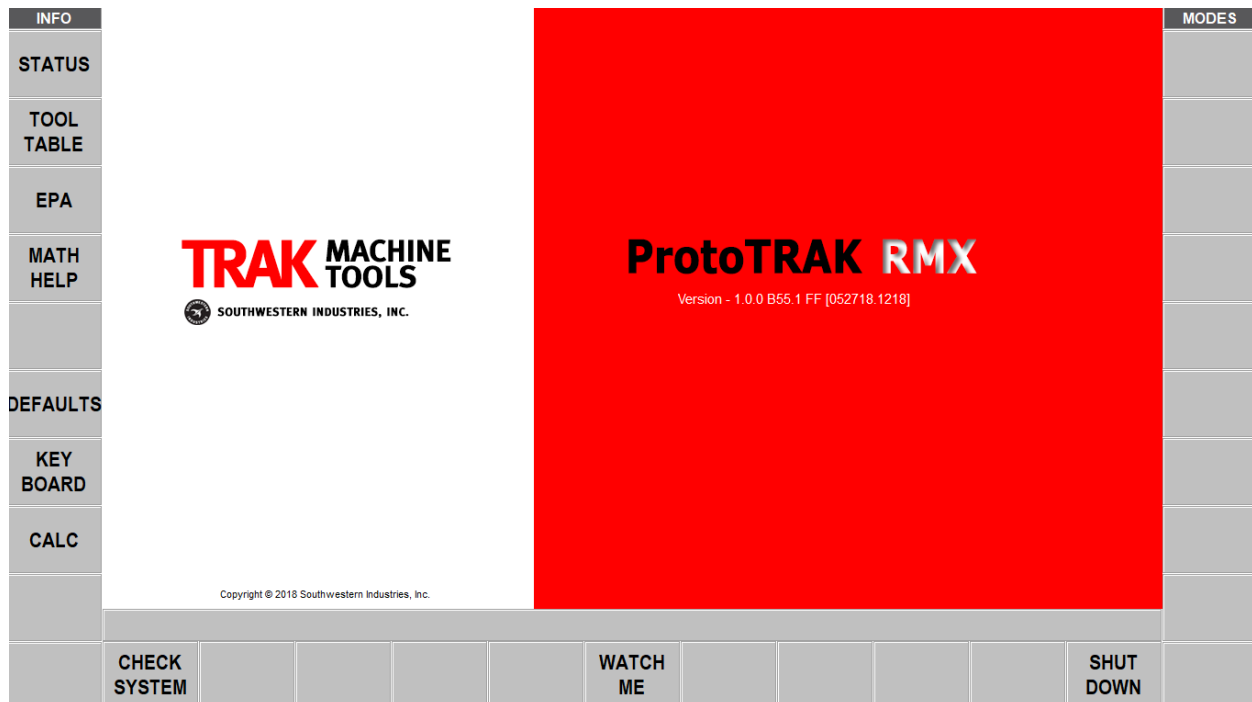 INFO
STATUS
TOOL
TABLE
EPA
MATH
HELP
DEFAULTS
KEY
BOARD
CALC
TRAK MACHINE
TOOLS
SOUTHWESTERN INDUSTRIES, INC.
Copyright © 2018 Southwestern Industries, Inc.
ProtoTRAK RMX
Version - 1.0.0 B55.1 FF [052718.1218]
MODES
CHECK
SYSTEM
WATCH
ME
SHUT
DOWN